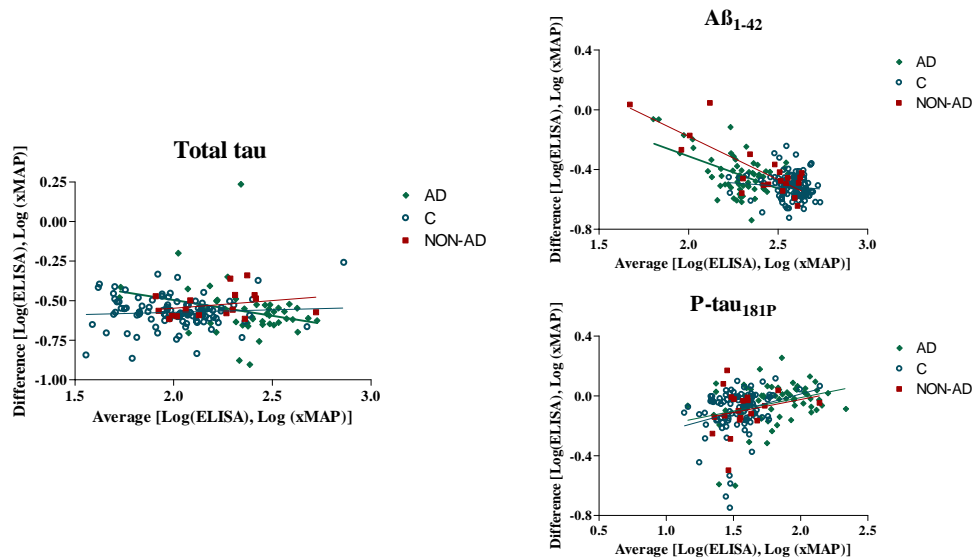 Total tau
Difference [Log(ELISA), Log (xMAP)]
0.25
0.00
-0.25
-0.50
-0.75
-1.00
1.5 2.0 2.5 3.0
Average [Log(ELISA), Log (xMAP)]
AD
C
NON-AD
Aß1-42
Difference [Log(ELISA), Log (xMAP)]
0.4
0.0
-0.4
-0.8
1.5 2.0 2.5 3.0
Average [Log(ELISA), Log (xMAP)]
AD
C
NON-AD
P-tau181P
Difference [Log(ELISA), Log (xMAP)]
0.4
0.0
-0.4
-0.8
0.5 1.0 1.5 2.0 2.5
Average [Log(ELISA), Log (xMAP)]
AD
C
NON-AD